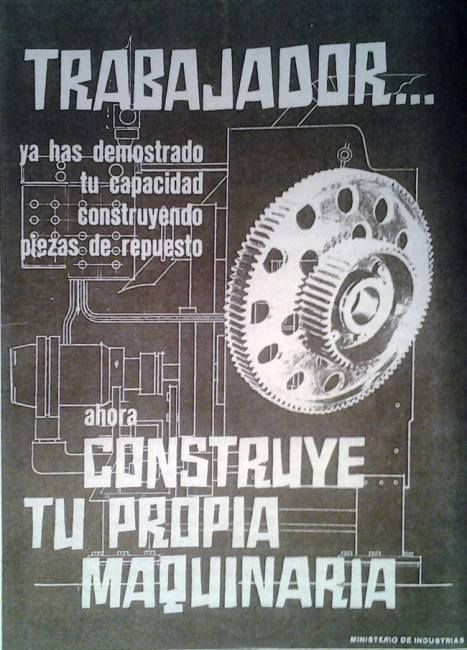 TRABAJADOR...
ya has demostrado
tu capacidad
construyendo
piezas de repuesto
ahora
CONSTRUYE
TU PROPIA
MAQUINARIA
MINISTERIO DE INDUSTRIAS